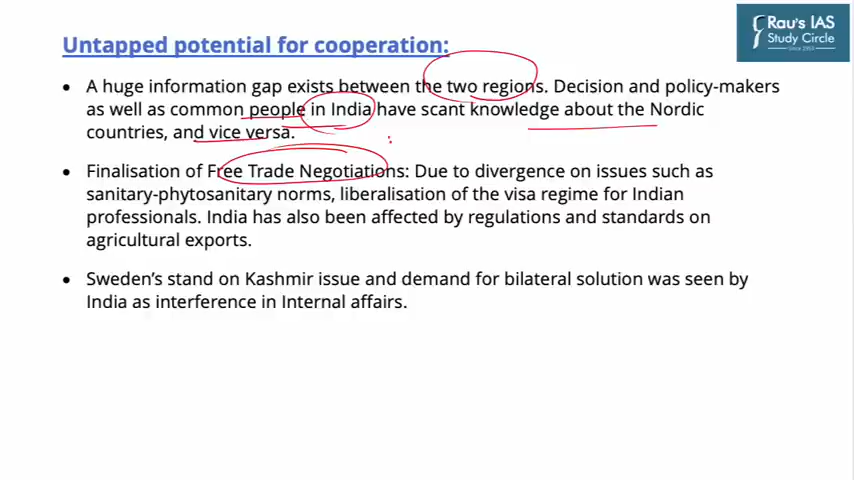 Rau's IAS
Study Circle
Since 1953
Untapped potential for cooperation:
• A huge information gap exists between the two regions. Decision and policy-makers
as well as common people in India have scant knowledge about the Nordic
countries, and vice versa.
• Finalisation of Free Trade Negotiations: Due to divergence on issues such as
sanitary-phytosanitary norms, liberalisation of the visa regime for Indian
professionals. India has also been affected by regulations and standards on
agricultural exports.
• Sweden’s stand on Kashmir issue and demand for bilateral solution was seen by
India as interference in Internal affairs.